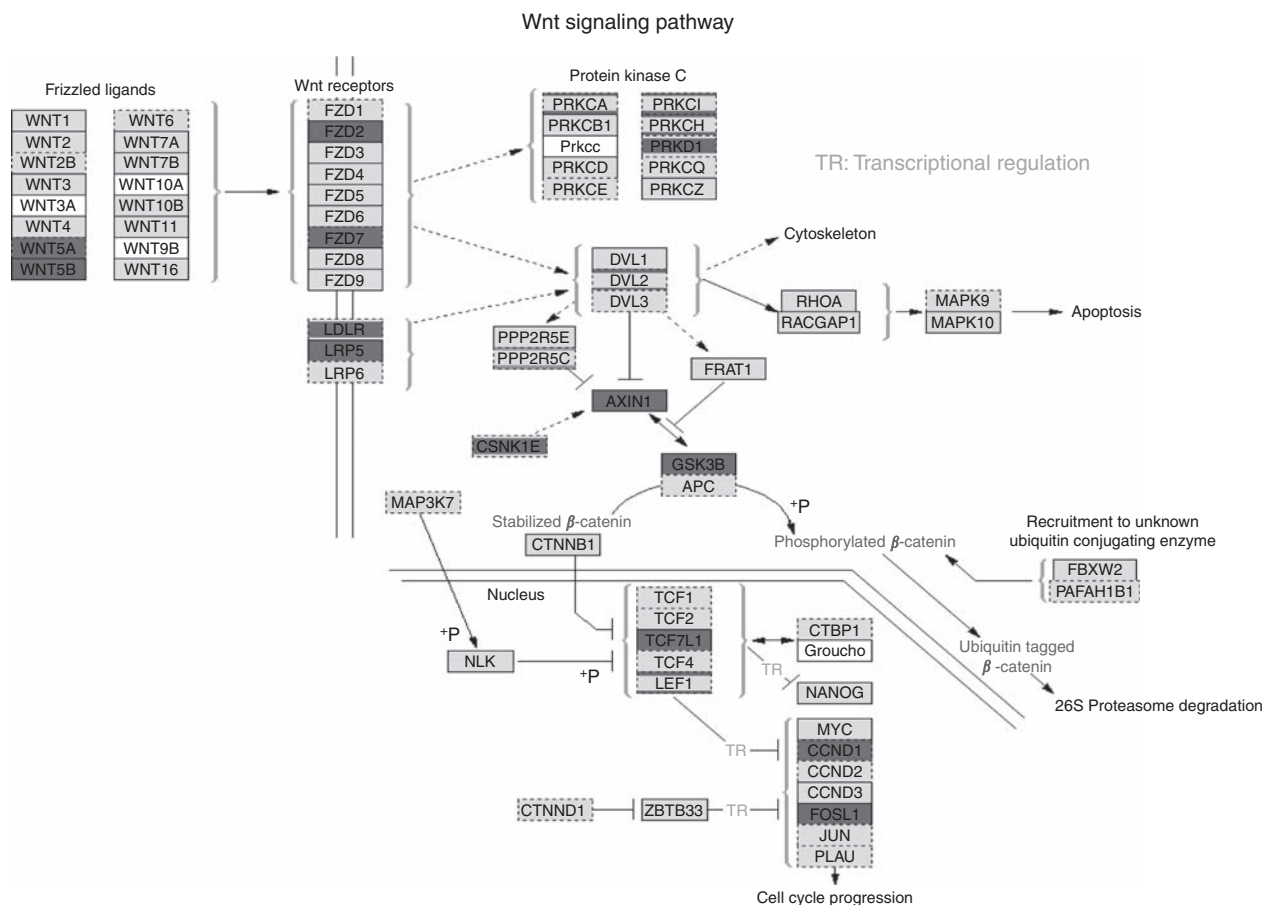 Wnt signaling pathway
Frizzled ligands
WNT1
WNT2
WNT2B
WNT3
WNT3A
WNT4
WNT5A
WNT5B
WNT6
WNT7A
WNT7B
WNT10A
WNT10B
WNT11
WNT9B
WNT16
Wnt receptors
FZD1
FZD2
FZD3
FZD4
FZD5
FZD6
FZD7
FZD8
FZD9
LDLR
LRP5
LRP6
Protein kinase C
PRKCA
PRKCB1
Prkcc
PRKCD
PRKCE
PRKCI
PRKCH
PRKD1
PRKCQ
PRKCZ
TR: Transcriptional regulation
Cytoskeleton
DVL1
DVL2
DVL3
RHOA
RACGAP1
MAPK9
MAPK10
Apoptosis
PPP2R5E
PPP2R5C
FRAT1
AXIN1
CSNK1E
GSK3B
APC
MAP3K7
+P
Stabilized β-catenin
CTNNB1
Phosphorylated β-catenin
Recruitment to unknown
ubiquitin conjugating enzyme
FBXW2
PAFAH1B1
Nucleus
TCF1
TCF2
TCF7L1
TCF4
LEF1
+P
NLK
+P
CTBP1
Groucho
TR
NANOG
Ubiquitin tagged
β -catenin
26S Proteasome degradation
TR
MYC
CCND1
CCND2
CCND3
FOSL1
JUN
PLAU
CTNND1
ZBTB33
TR
Cell cycle progression